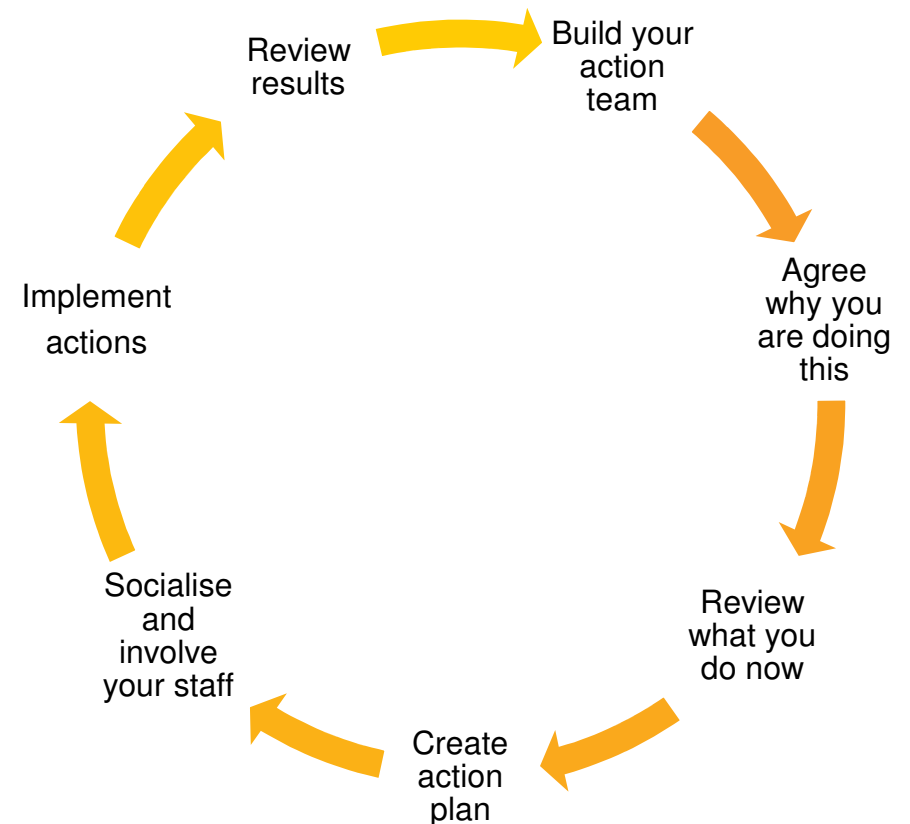 Review
results
Build your
action
team
Agree
why you
are doing
this
Review
what you
do now
Create
action
plan
Socialise
and
involve
your staff
Implement
actions